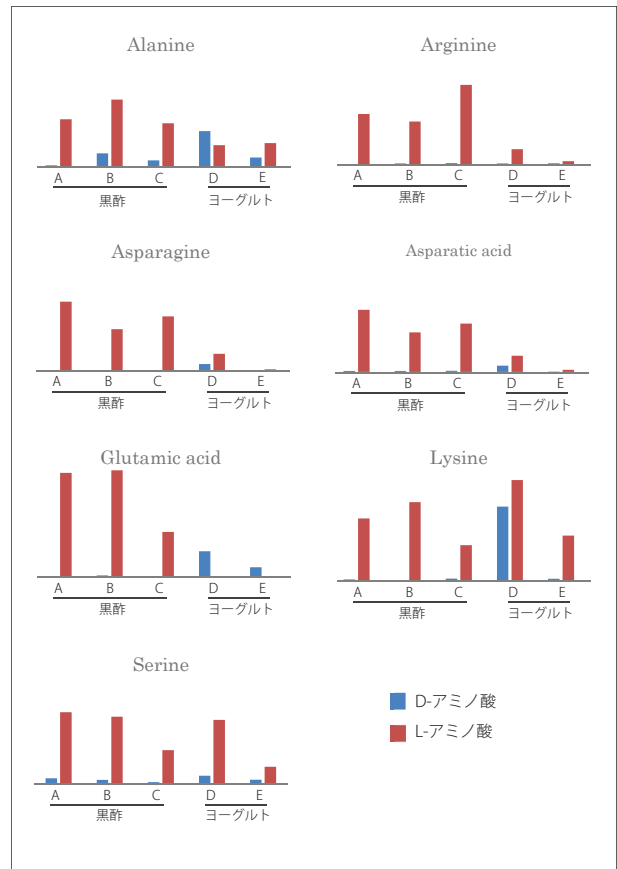 Alanine
A B C D E
黒酢 ヨーグルト
Arginine
A B C D E
黒酢 ヨーグルト
Asparagine
A B C D E
黒酢 ヨーグルト
Asparatic acid
A B C D E
黒酢 ヨーグルト
Glutamic acid
A B C D E
黒酢 ヨーグルト
Lysine
A B C D E
黒酢 ヨーグルト
Serine
A B C D E
黒酢 ヨーグルト
D-アミノ酸
L-アミノ酸